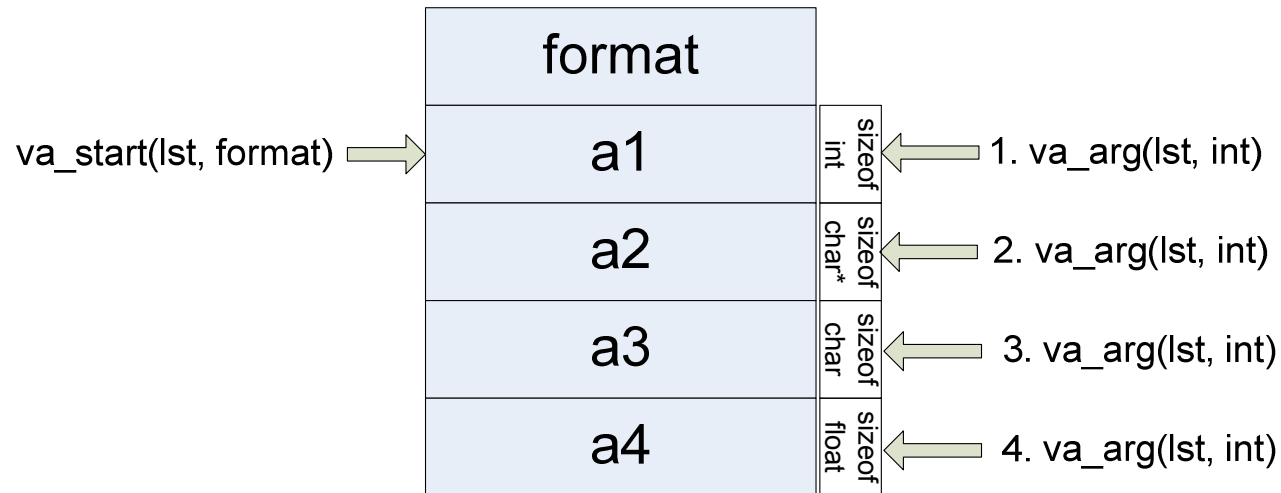 format
va_start(lst, format)
a1
sizeof
int
1. va_arg(lst, int)
a2
sizeof
char*
2. va_arg(lst, int)
a3
sizeof
char
3. va_arg(lst, int)
a4
sizeof
float
4. va_arg(lst, int)